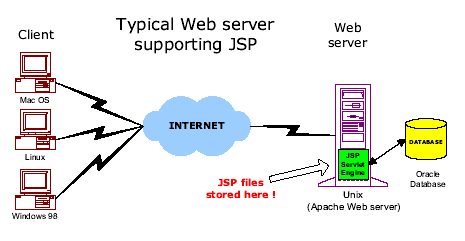 Client
Typical Web server
supporting JSP
Web
server
Mac OS
Linux
Windows 98
INTERNET
JSP files
stored here !
JSP
Servlet
Engine
Unix
(Apache Web server)
DATABASE
Oracle
Database